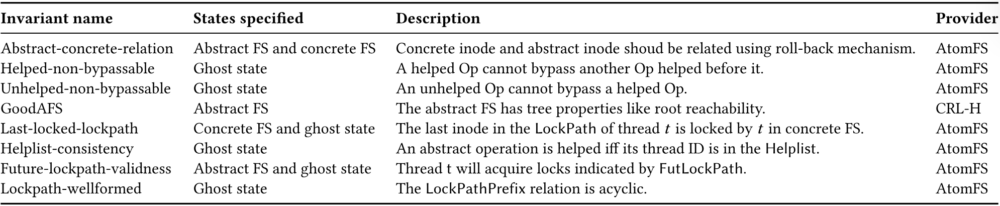 Invariant name States specified Description Provider
Abstract-concrete-relation Abstract FS and concrete FS Concrete inode and abstract inode shoud be related using roll-back mechanism. AtomFS
Helped-non-bypassable Ghost state A helped Op cannot bypass another Op helped before it. AtomFS
Unhelped-non-bypassable Ghost state An unhelped Op cannot bypass a helped Op. AtomFS
GoodAFS Abstract FS The abstract FS has tree properties like root reachability. CRL-H
Last-locked-lockpath Concrete FS and ghost state The last inode in the LockPath of thread t is locked by t in concrete FS. AtomFS
Helplist-consistency Ghost state An abstract operation is helped iff its thread ID is in the Helplist. AtomFS
Future-lockpath-validness Abstract FS and ghost state Thread t will acquire locks indicated by FutLockPath. AtomFS
Lockpath-wellformed Ghost state The LockPathPrefix relation is acyclic. AtomFS